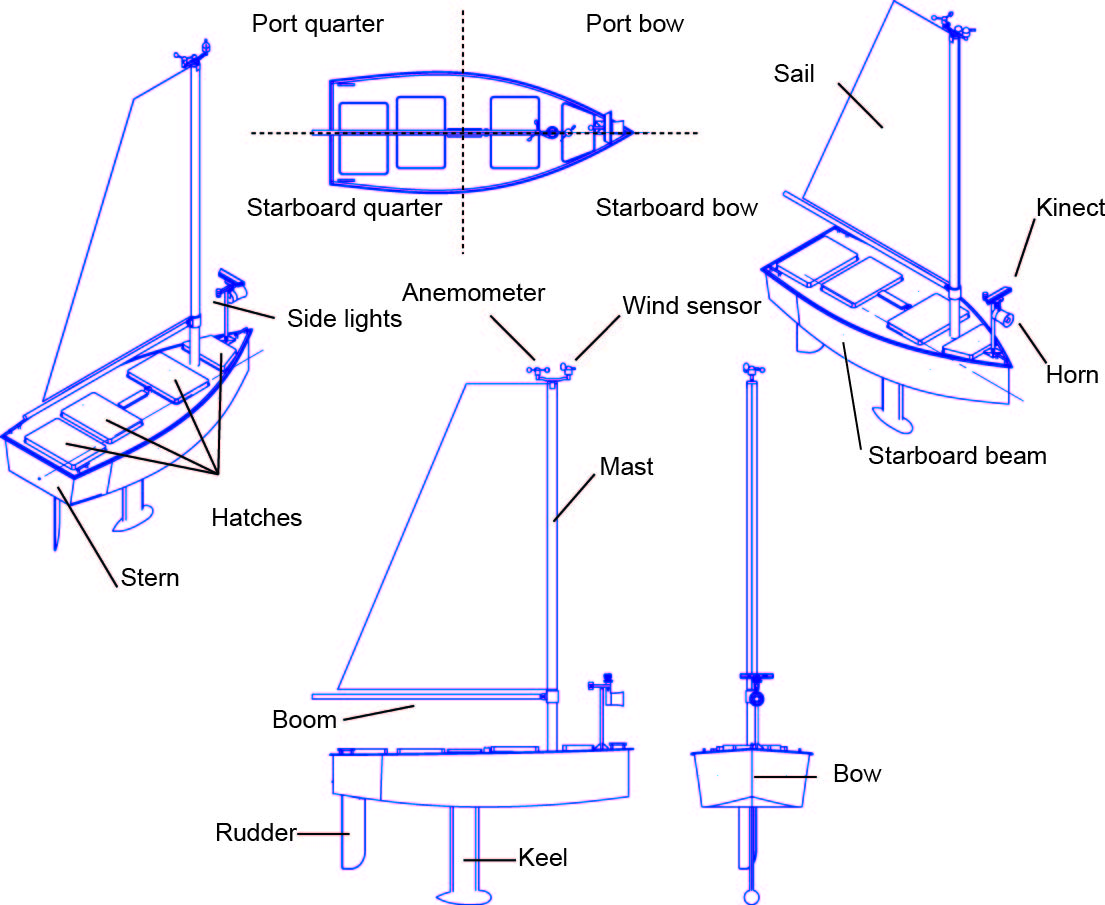 Port quarter
Port bow
Sail
Starboard quarter
Starboard bow
Kinect
Anemometer
Wind sensor
Side lights
Horn
Starboard beam
Mast
Hatches
Stern
Boom
Bow
Rudder
Keel